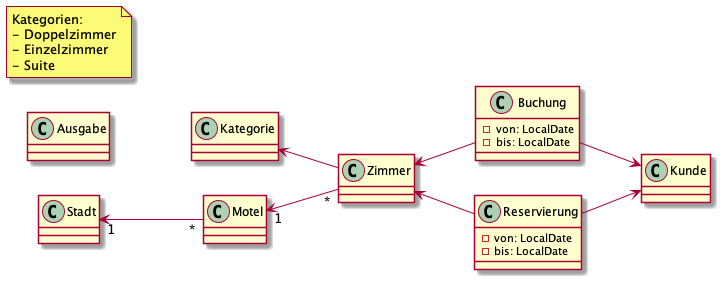 Kategorien:
- Doppelzimmer
- Einzelzimmer
- Suite
C Ausgabe
C Kategorie
C Stadt
1
*
C Motel
1
*
C Zimmer
C Buchung
von: LocalDate
bis: LocalDate
C Reservierung
von: LocalDate
bis: LocalDate
C Kunde